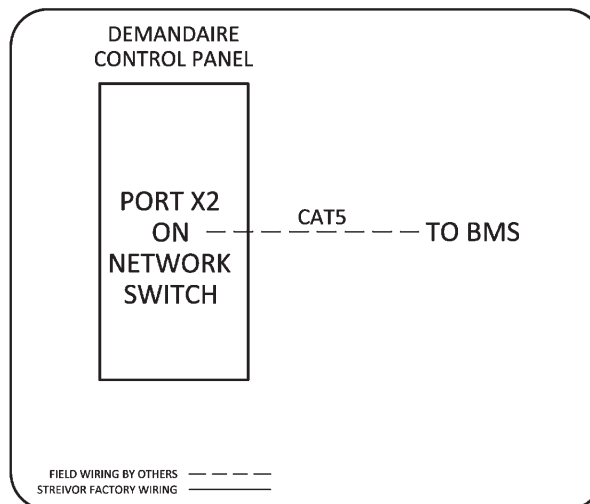 DEMANDAIRE
CONTROL PANEL
PORT X2
ON
NETWORK
SWITCH
CAT5
TO BMS
FIELD WIRING BY OTHERS
STREIVOR FACTORY WIRING